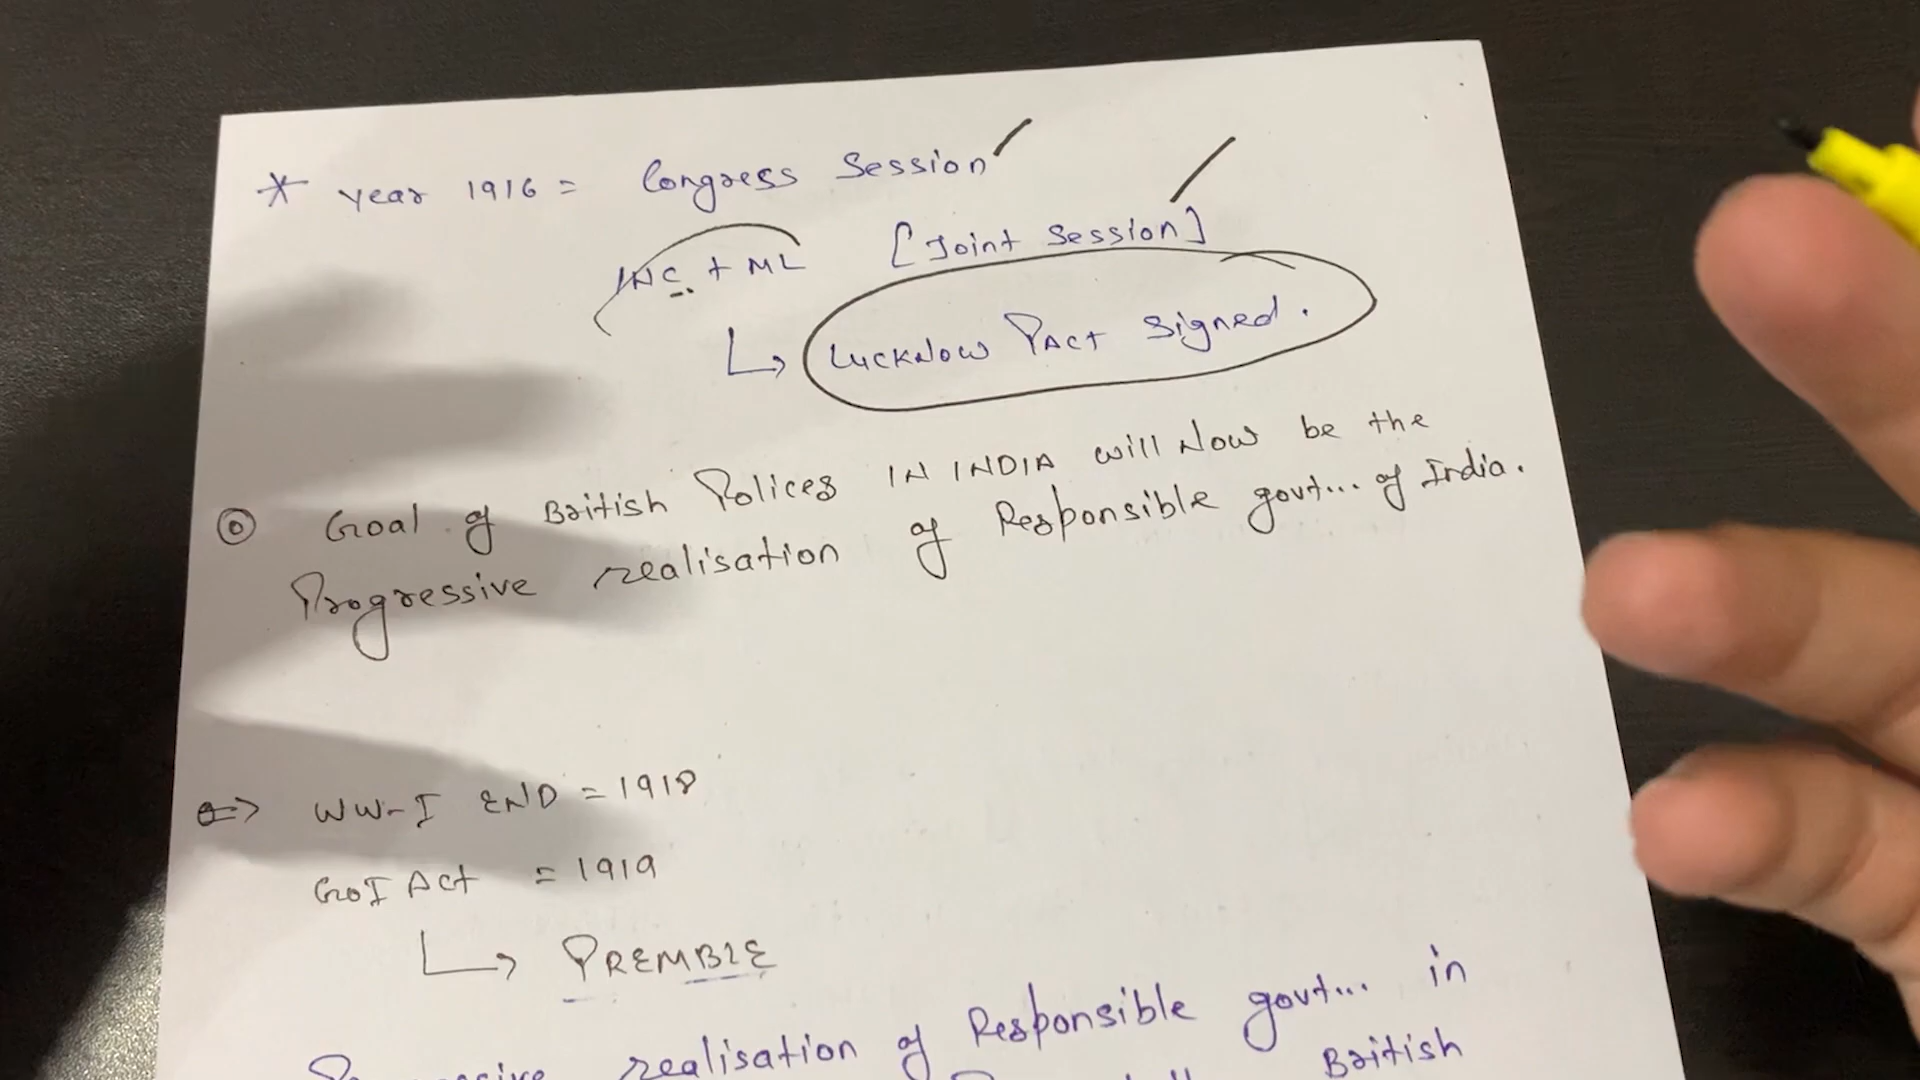 * Year 1916 = Congress Session
INC + ML [Joint Session]
↳ Lucknow Pact Signed.
⊙ Goal of British Polices IN INDIA will Now be the
Progressive realisation of Responsible govt... of India.
=> WW-I END = 1918
GoI Act = 1919
↳ PREMBLE
realisation of Responsible govt... in
British